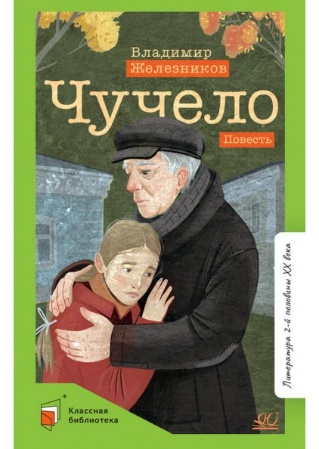 Владимир
Железников
Чучело
Повесть
Литература 2-й половины XX века
Классная
библиотека